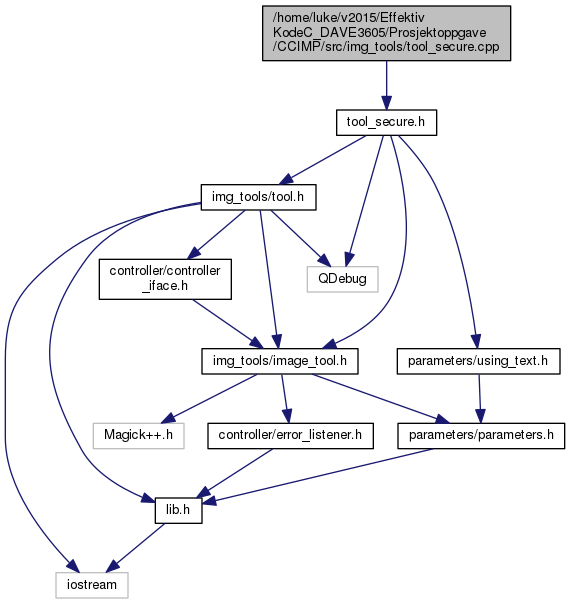 /home/luke/v2015/Effektiv
KodeC_DAVE3605/Prosjektoppgave
/CCIMP/src/img_tools/tool_secure.cpp
tool_secure.h
img_tools/tool.h
controller/controller
_iface.h
QDebug
img_tools/image_tool.h
parameters/using_text.h
Magick++.h
controller/error_listener.h
parameters/parameters.h
lib.h
iostream